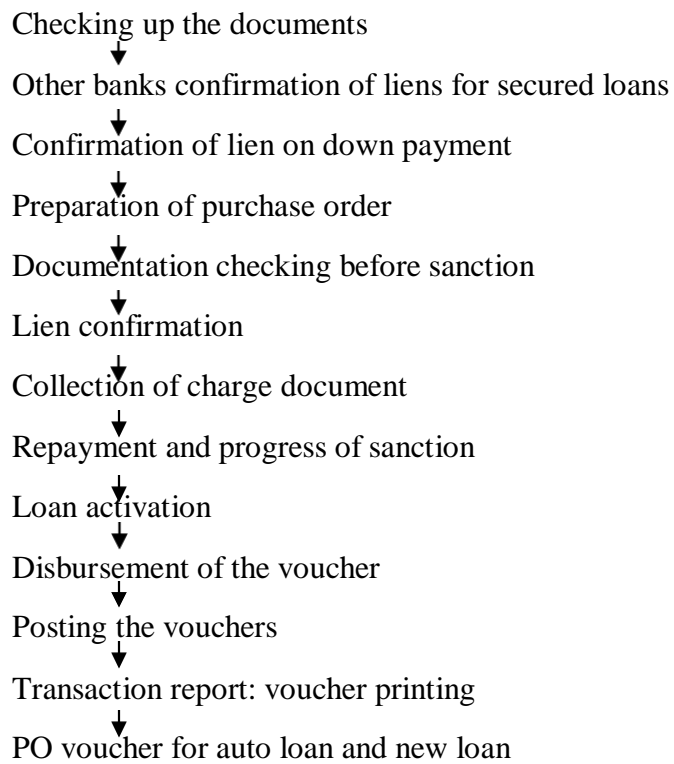 Checking up the documents
Other banks confirmation of liens for secured loans
Confirmation of lien on down payment
Preparation of purchase order
Documentation checking before sanction
Lien confirmation
Collection of charge document
Repayment and progress of sanction
Loan activation
Disbursement of the voucher
Posting the vouchers
Transaction report: voucher printing
PO voucher for auto loan and new loan